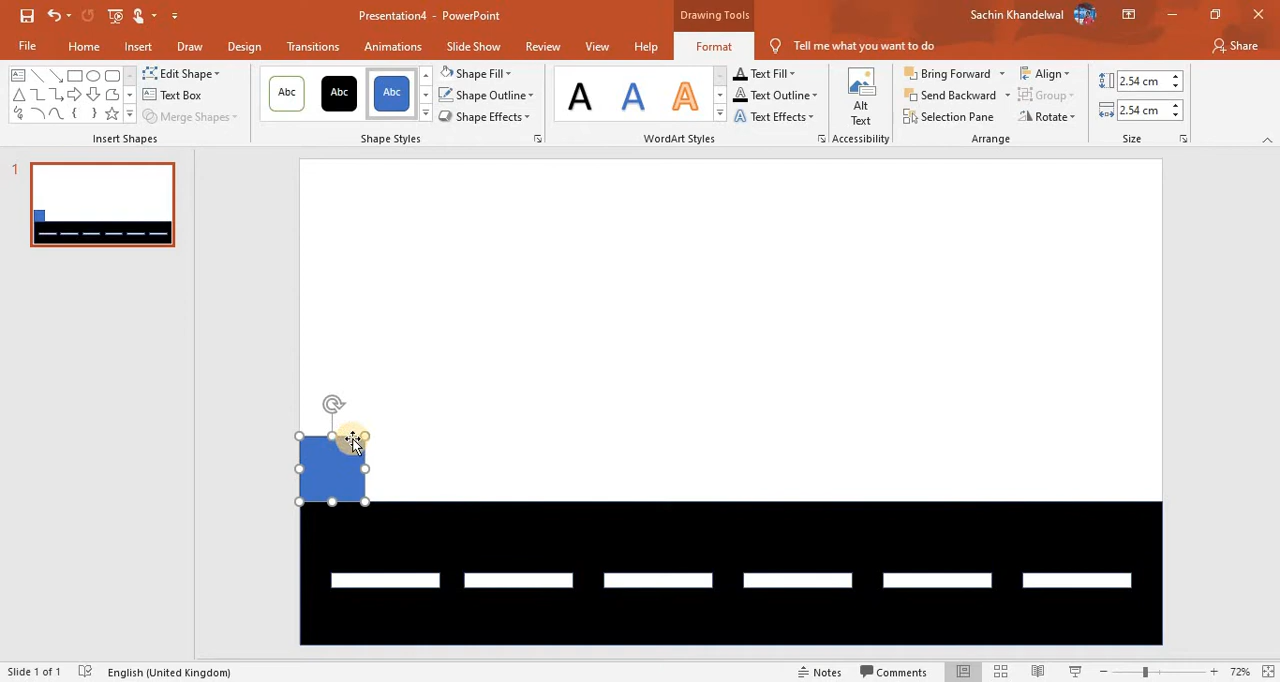 Presentation4 - PowerPoint
Drawing Tools
Sachin Khandelwal
File Home Insert Draw Design Transitions Animations Slide Show Review View Help Format Tell me what you want to do Share
Edit Shape
Text Box
Merge Shapes
Insert Shapes
Abc Abc Abc
Shape Fill
Shape Outline
Shape Effects
Shape Styles
A A A
Text Fill
Text Outline
Text Effects
WordArt Styles
Alt
Text
Accessibility
Bring Forward
Send Backward
Selection Pane
Align
Group
Rotate
Arrange
2.54 cm
2.54 cm
Size
1
Slide 1 of 1 English (United Kingdom) Notes Comments 72%